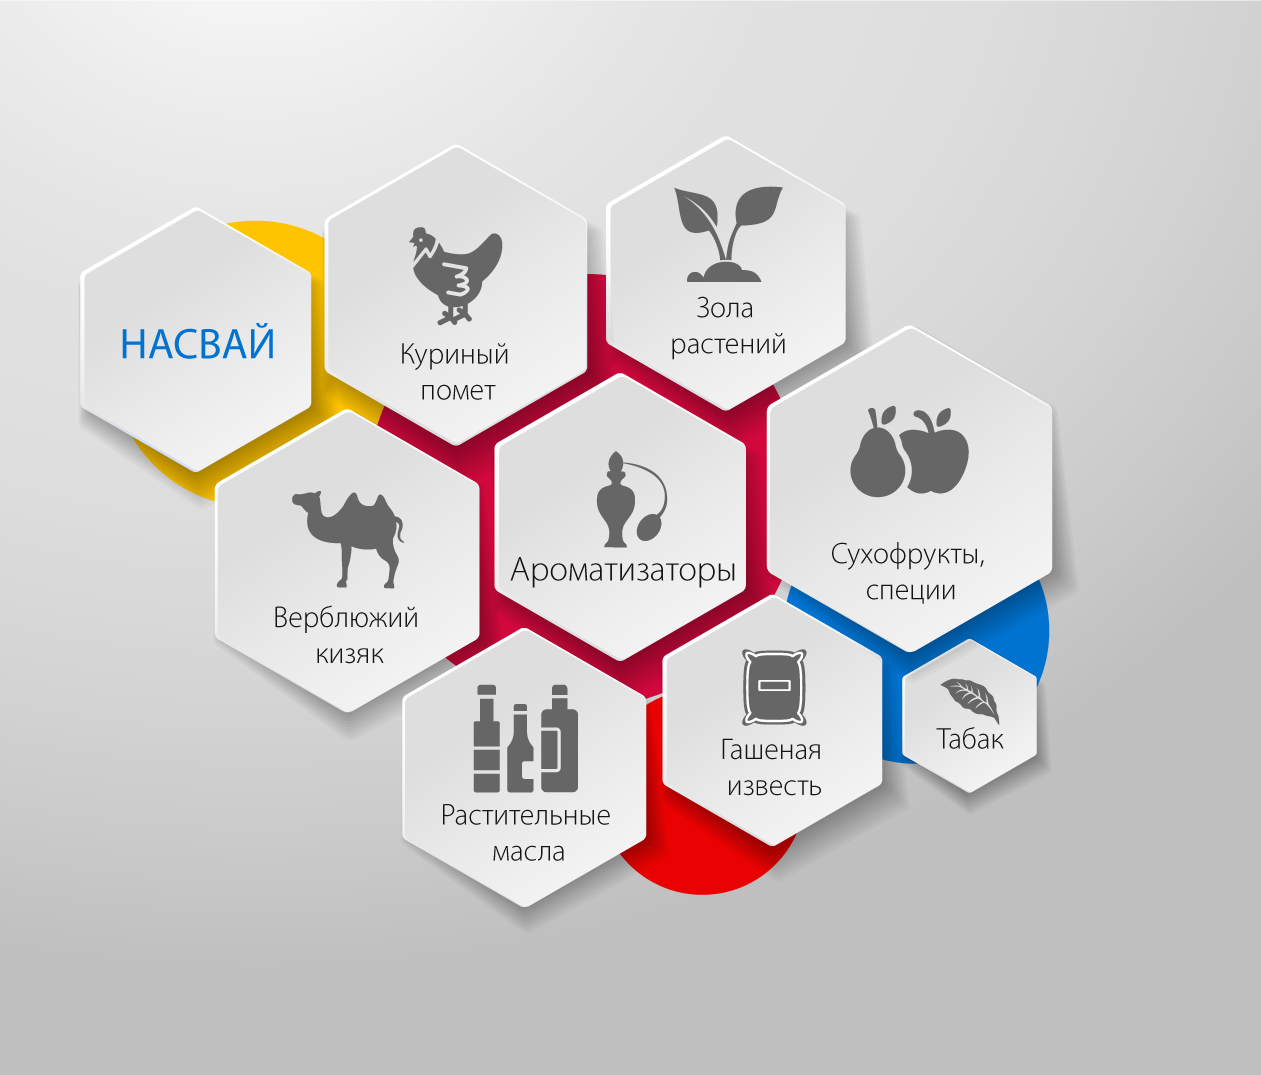 НАСВАЙ
Куриный
помет
Зола
растений
Верблюжий
кизяк
Ароматизаторы
Сухофрукты,
специи
Растительные
масла
Гашеная
известь
Табак